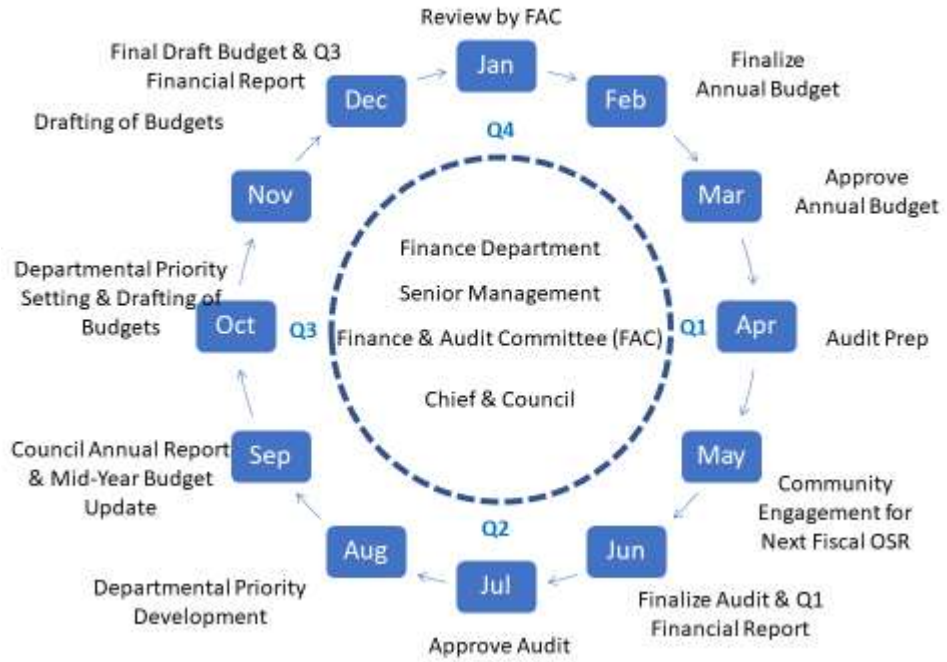 Review by FAC
Jan
Final Draft Budget & Q3
Financial Report
Dec
Feb
Finalize
Annual Budget
Drafting of Budgets
Q4
Nov
Mar
Approve
Annual Budget
Finance Department
Senior Management
Finance & Audit Committee (FAC)
Chief & Council
Departmental Priority
Setting & Drafting of
Budgets
Oct
Q3
Q1
Apr
Audit Prep
Council Annual Report
& Mid-Year Budget
Update
Sep
May
Community
Engagement for
Next Fiscal OSR
Q2
Aug
Jun
Jul
Departmental Priority
Development
Finalize Audit & Q1
Financial Report
Approve Audit